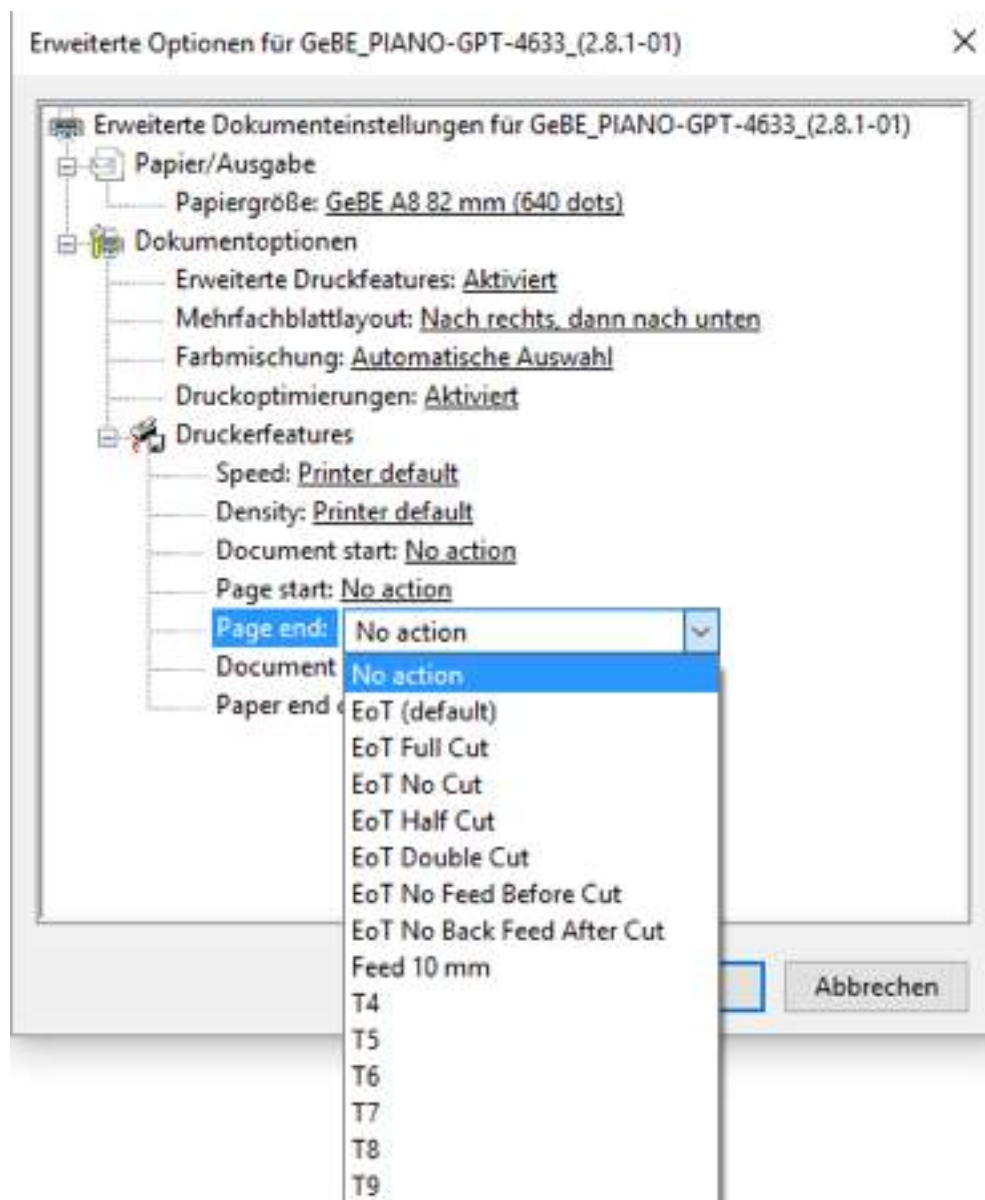 Erweiterte Optionen für GeBE_PIANO-GPT-4633_(2.8.1-01)
Erweiterte Dokumenteinstellungen für GeBE_PIANO-GPT-4633_(2.8.1-01)
Papier/Ausgabe
Papiergröße: GeBE A8 82 mm (640 dots)
Dokumentoptionen
Erweiterte Druckfeatures: Aktiviert
Mehrfachblattlayout: Nach rechts, dann nach unten
Farbmischung: Automatische Auswahl
Druckoptimierungen: Aktiviert
Druckerfeatures
Speed: Printer default
Density: Printer default
Document start: No action
Page start: No action
Page end: No action
Document
Paper end
No action
EoT (default)
EoT Full Cut
EoT No Cut
EoT Half Cut
EoT Double Cut
EoT No Feed Before Cut
EoT No Back Feed After Cut
Feed 10 mm
T4
T5
T6
T7
T8
T9
Abbrechen